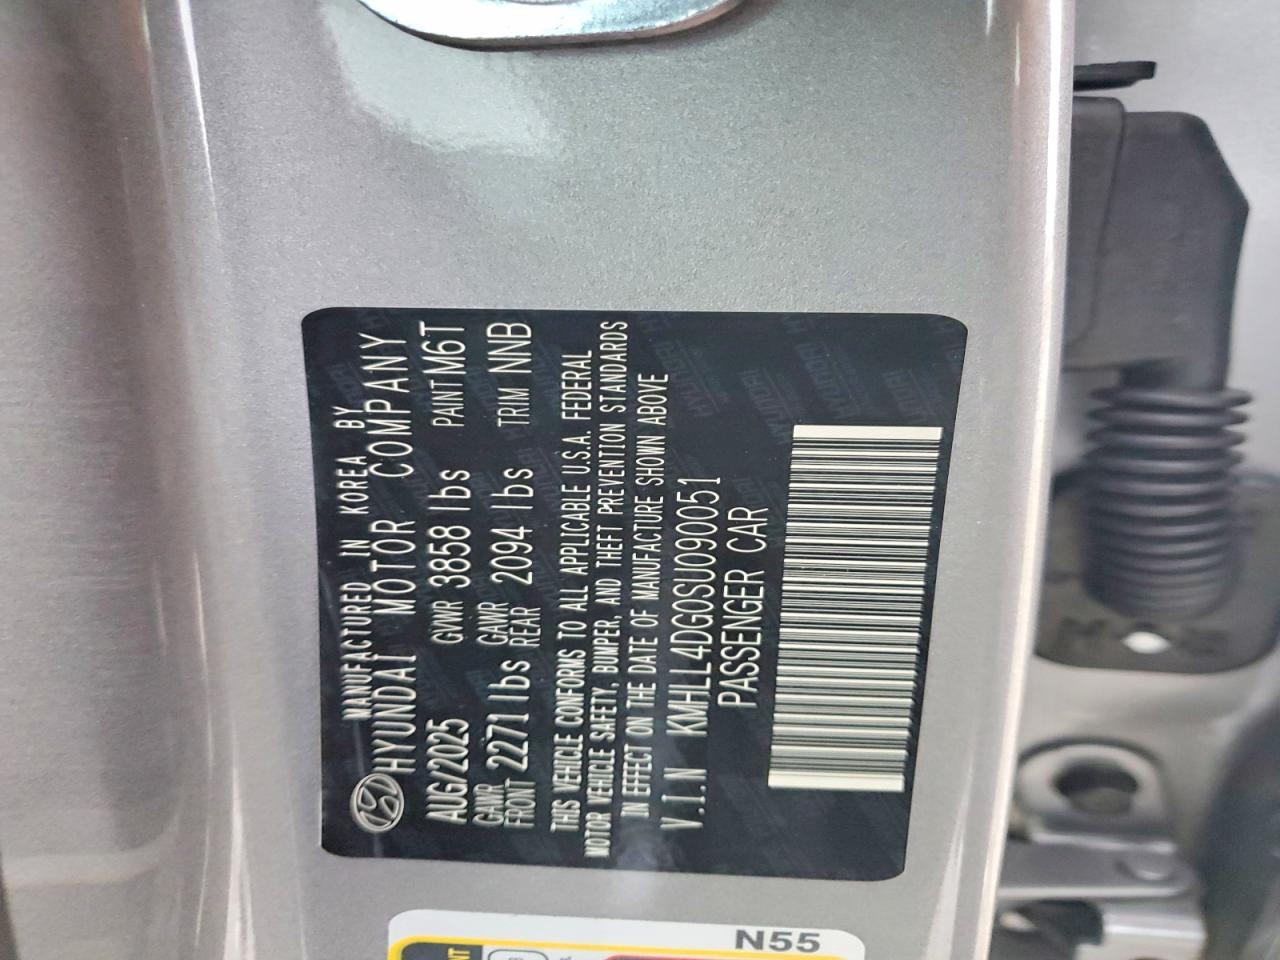 MANUFACTURED IN KOREA BY
HYUNDAI MOTOR COMPANY
AUG/2025 GVWR 3858 lbs PAINT M6T
GAWR FRONT 2271 lbs GAWR REAR 2094 lbs TRIM NNB
THIS VEHICLE CONFORMS TO ALL APPLICABLE U.S.A. FEDERAL
MOTOR VEHICLE SAFETY, BUMPER, AND THEFT PREVENTION STANDARDS
IN EFFECT ON THE DATE OF MANUFACTURE SHOWN ABOVE
V.I.N KMHLL4DG0SU090051
PASSENGER CAR
N55